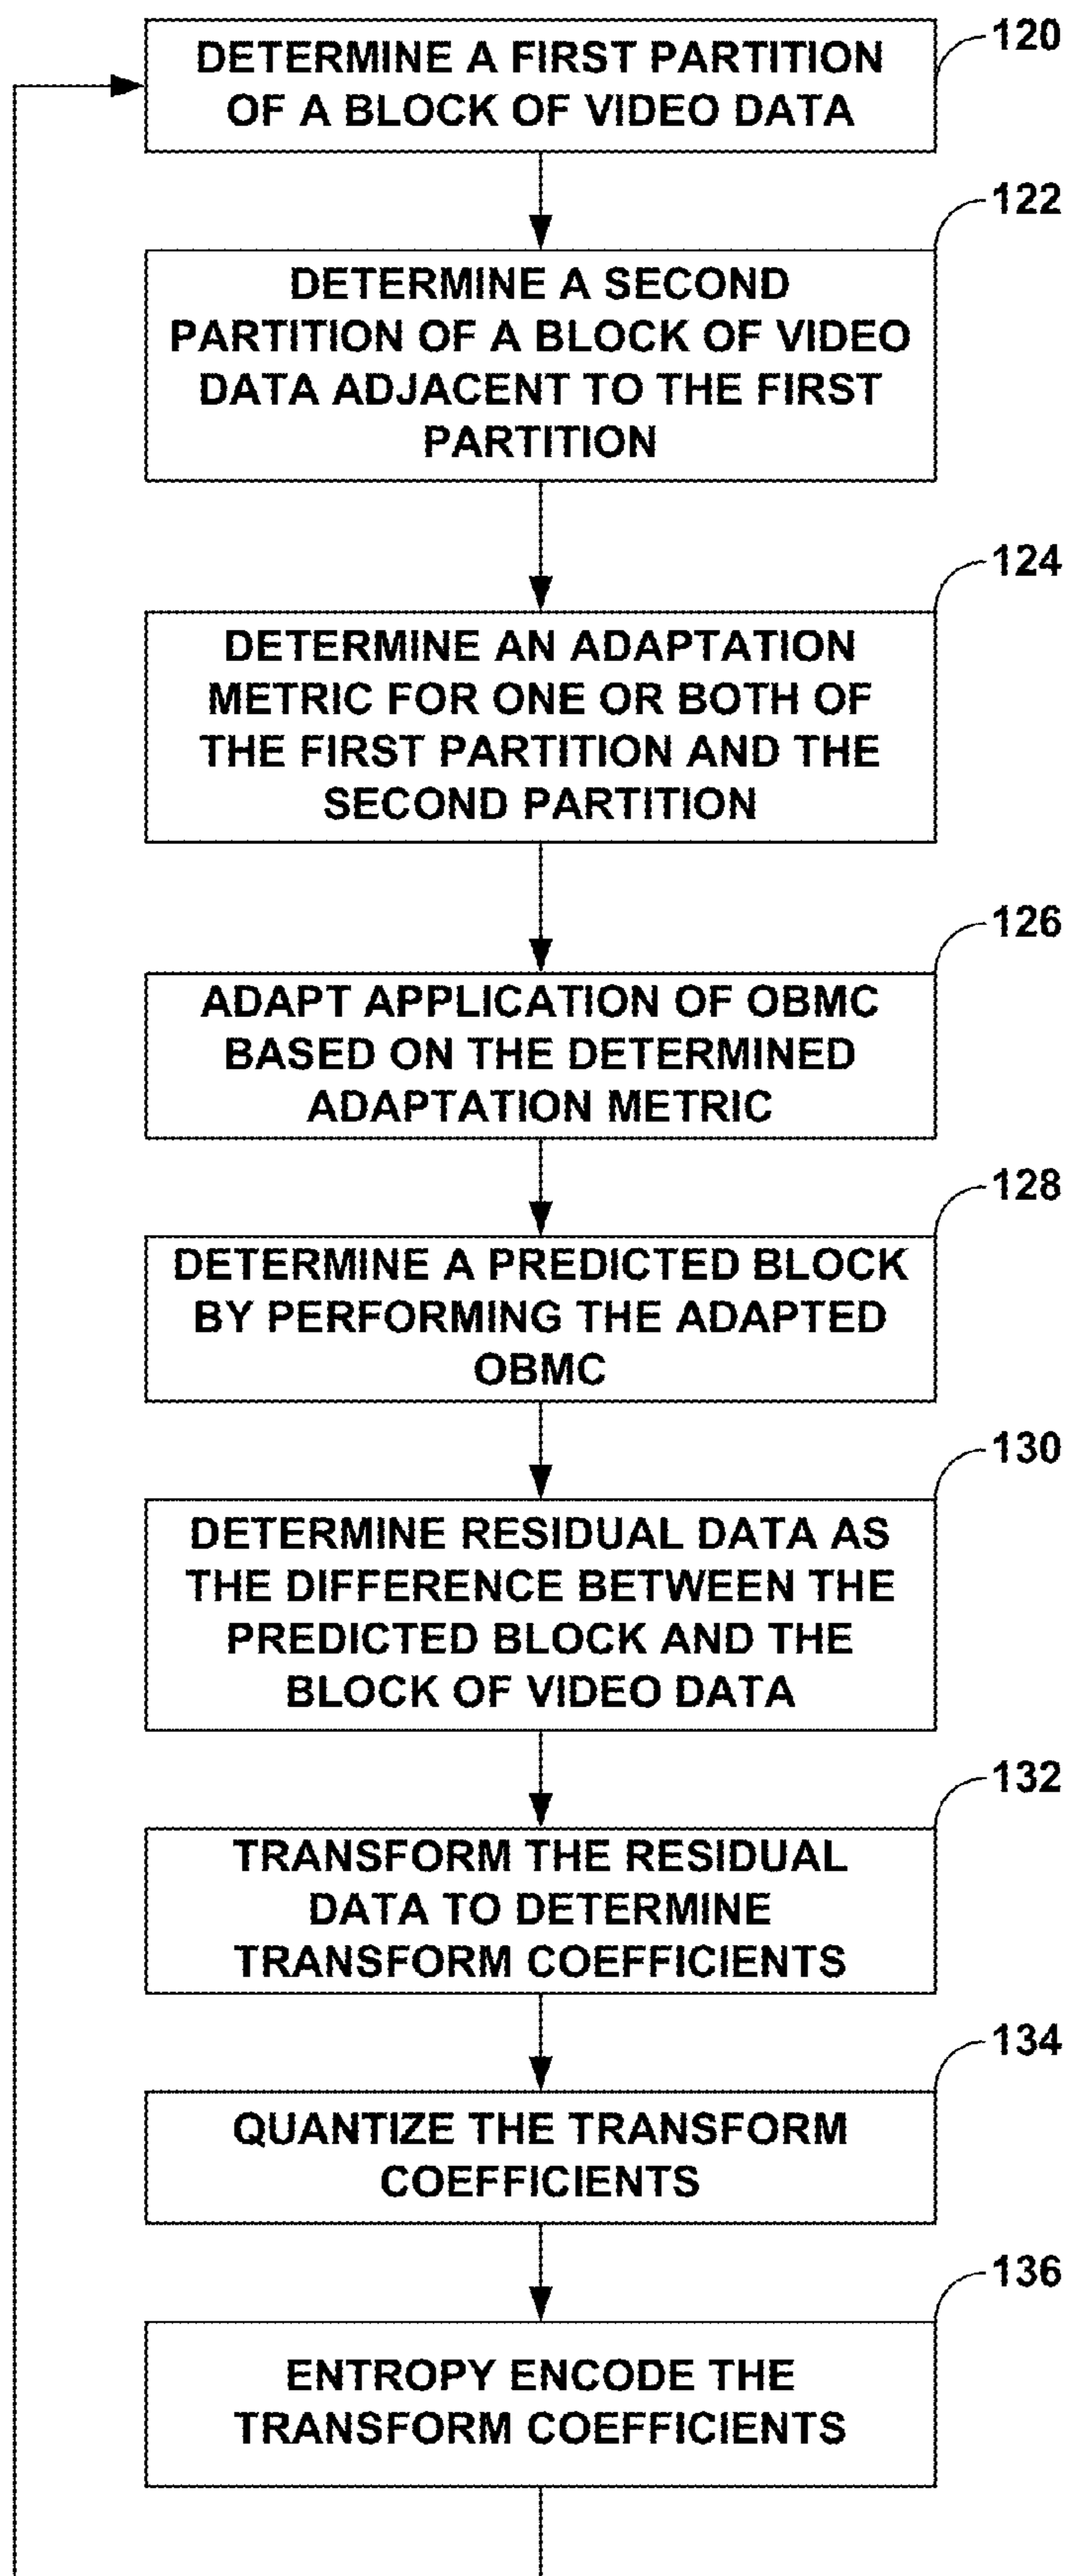 120
DETERMINE A FIRST PARTITION
OF A BLOCK OF VIDEO DATA
122
DETERMINE A SECOND
PARTITION OF A BLOCK OF VIDEO
DATA ADJACENT TO THE FIRST
PARTITION
124
DETERMINE AN ADAPTATION
METRIC FOR ONE OR BOTH OF
THE FIRST PARTITION AND THE
SECOND PARTITION
126
ADAPT APPLICATION OF OBMC
BASED ON THE DETERMINED
ADAPTATION METRIC
128
DETERMINE A PREDICTED BLOCK
BY PERFORMING THE ADAPTED
OBMC
130
DETERMINE RESIDUAL DATA AS
THE DIFFERENCE BETWEEN THE
PREDICTED BLOCK AND THE
BLOCK OF VIDEO DATA
132
TRANSFORM THE RESIDUAL
DATA TO DETERMINE
TRANSFORM COEFFICIENTS
134
QUANTIZE THE TRANSFORM
COEFFICIENTS
136
ENTROPY ENCODE THE
TRANSFORM COEFFICIENTS